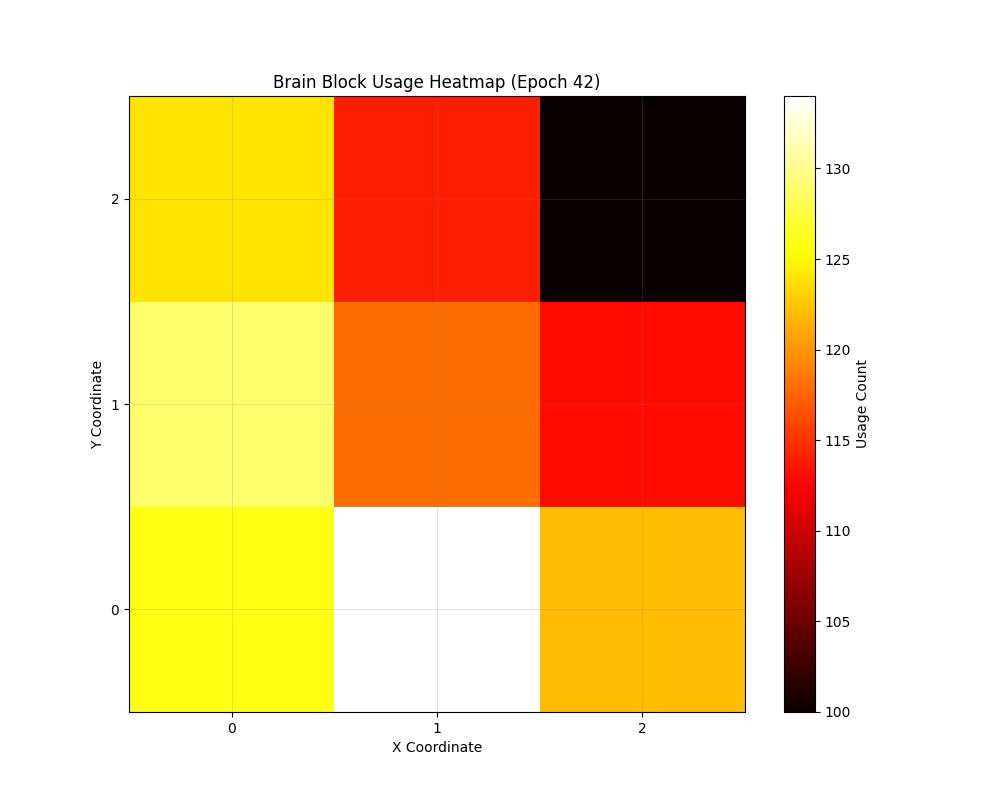 Brain Block Usage Heatmap (Epoch 42)
2
1
0
Y Coordinate
0 1 2
X Coordinate
130
125
120
115
110
105
100
Usage Count